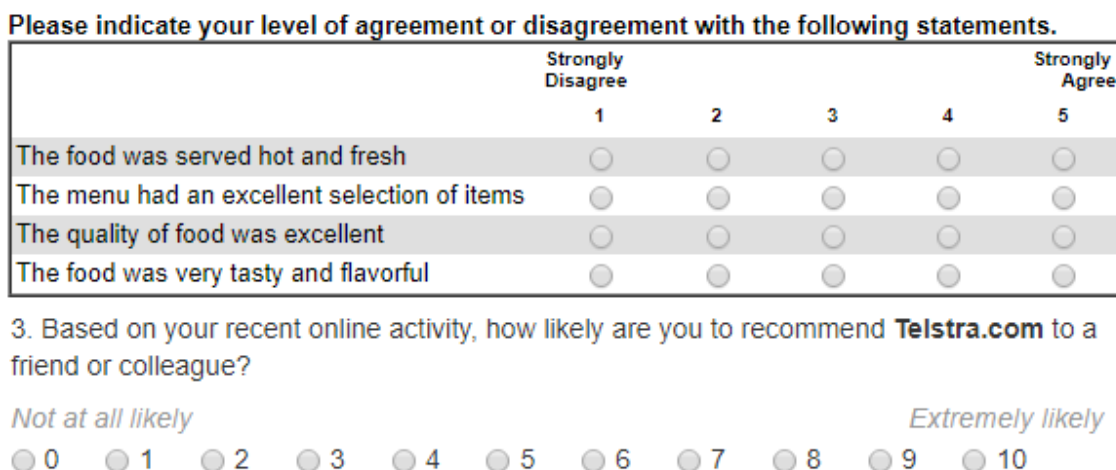 Please indicate your level of agreement or disagreement with the following statements.
Strongly Disagree Strongly Agree
1 2 3 4 5
The food was served hot and fresh
The menu had an excellent selection of items
The quality of food was excellent
The food was very tasty and flavorful
3. Based on your recent online activity, how likely are you to recommend Telstra.com to a
friend or colleague?
Not at all likely Extremely likely
0 1 2 3 4 5 6 7 8 9 10